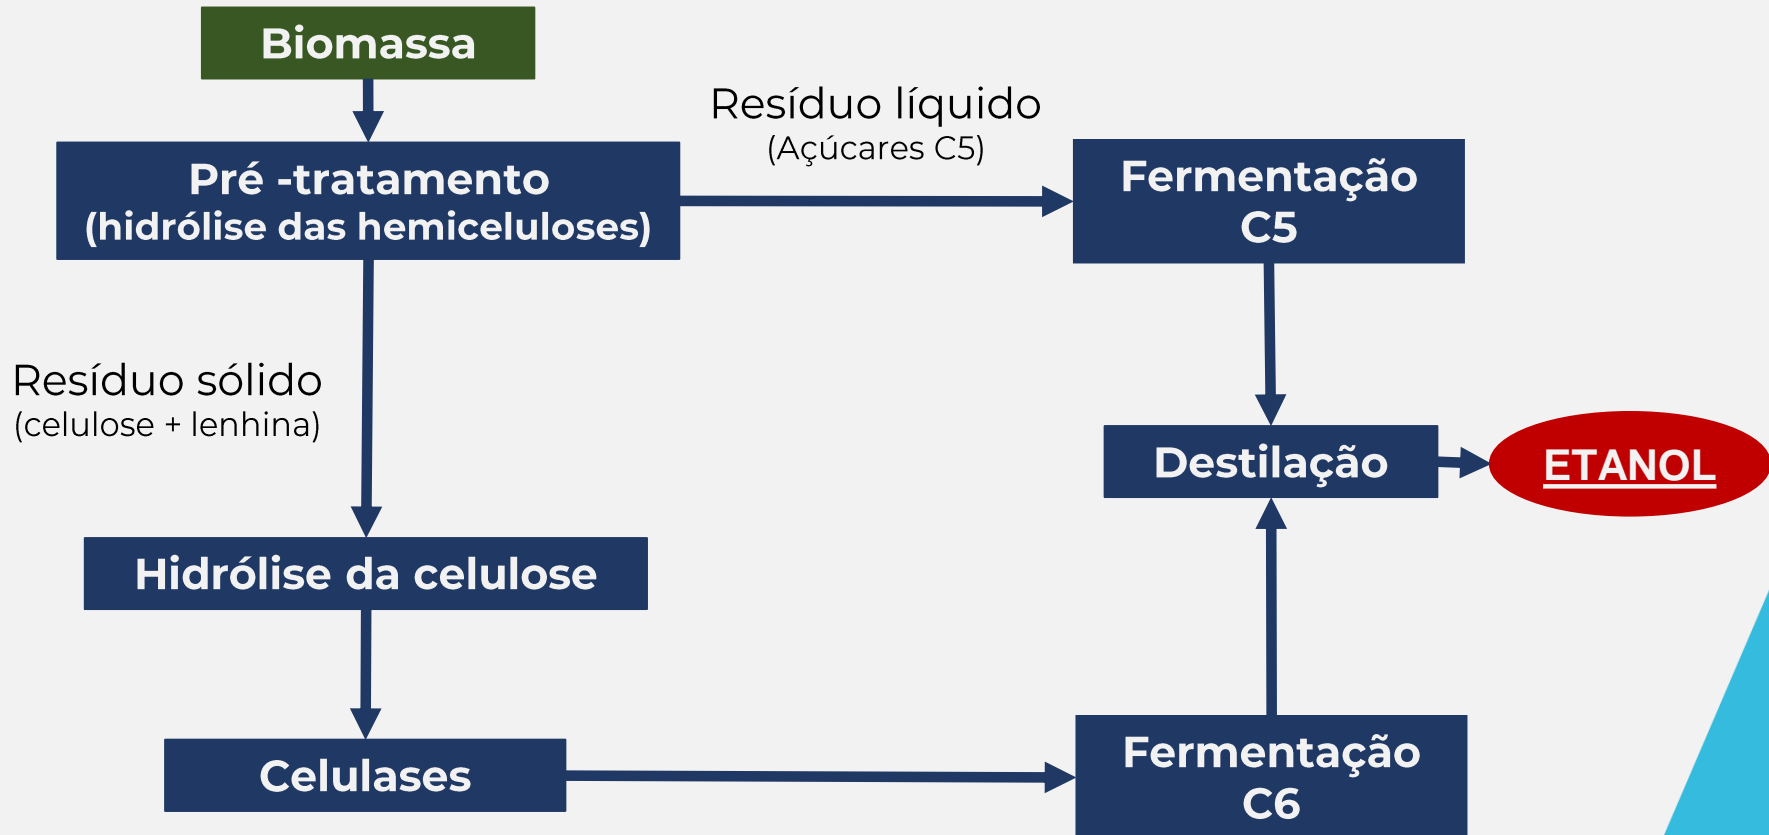 Biomassa
Resíduo líquido
(Açúcares C5)
Pré -tratamento
(hidrólise das hemiceluloses)
Fermentação
C5
Resíduo sólido
(celulose + lenhina)
Destilação
ETANOL
Hidrólise da celulose
Celulases
Fermentação
C6